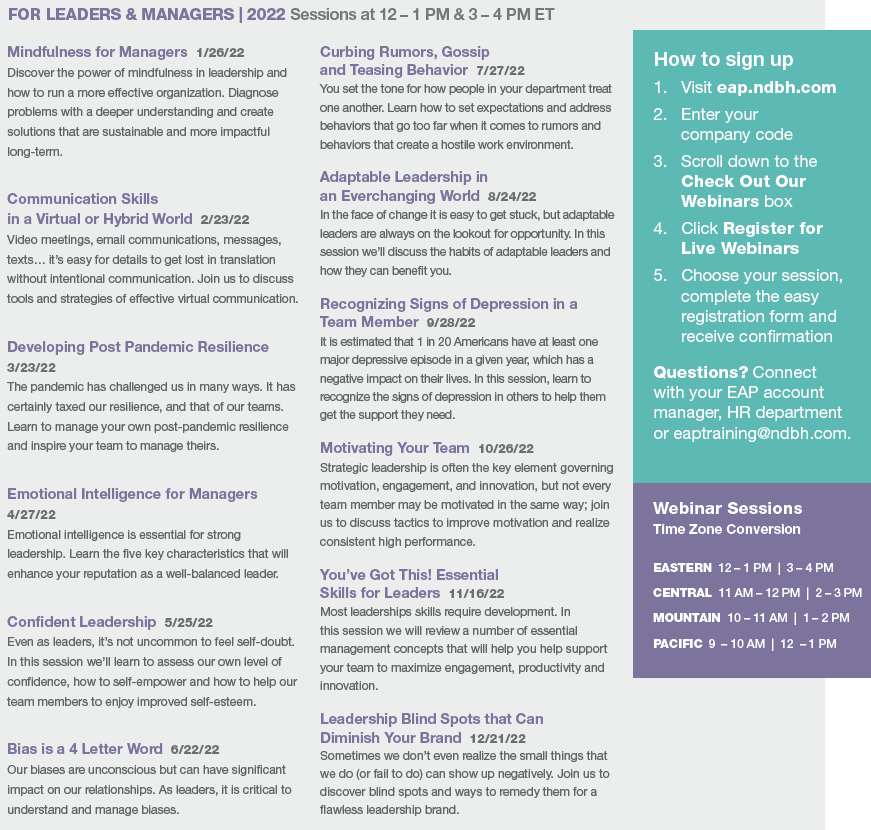 FOR LEADERS & MANAGERS | 2022 Sessions at 12 – 1 PM & 3 – 4 PM ET
Mindfulness for Managers 1/26/22
Discover the power of mindfulness in leadership and
how to run a more effective organization. Diagnose
problems with a deeper understanding and create
solutions that are sustainable and more impactful
long-term.
Communication Skills
in a Virtual or Hybrid World 2/23/22
Video meetings, email communications, messages,
texts… it's easy for details to get lost in translation
without intentional communication. Join us to discuss
tools and strategies of effective virtual communication.
Developing Post Pandemic Resilience
3/23/22
The pandemic has challenged us in many ways. It has
certainly taxed our resilience, and that of our teams.
Learn to manage your own post-pandemic resilience
and inspire your team to manage theirs.
Emotional Intelligence for Managers
4/27/22
Emotional intelligence is essential for strong
leadership. Learn the five key characteristics that will
enhance your reputation as a well-balanced leader.
Confident Leadership 5/25/22
Even as leaders, it's not uncommon to feel self-doubt.
In this session we'll learn to assess our own level of
confidence, how to self-empower and how to help our
team members to enjoy improved self-esteem.
Bias is a 4 Letter Word 6/22/22
Our biases are unconscious but can have significant
impact on our relationships. As leaders, it is critical to
understand and manage biases.
Curbing Rumors, Gossip
and Teasing Behavior 7/27/22
You set the tone for how people in your department treat
one another. Learn how to set expectations and address
behaviors that go too far when it comes to rumors and
behaviors that create a hostile work environment.
Adaptable Leadership in
an Everchanging World 8/24/22
In the face of change it is easy to get stuck, but adaptable
leaders are always on the lookout for opportunity. In this
session we'll discuss the habits of adaptable leaders and
how they can benefit you.
Recognizing Signs of Depression in a
Team Member 9/28/22
It is estimated that 1 in 20 Americans have at least one
major depressive episode in a given year, which has a
negative impact on their lives. In this session, learn to
recognize the signs of depression in others to help them
get the support they need.
Motivating Your Team 10/26/22
Strategic leadership is often the key element governing
motivation, engagement, and innovation, but not every
team member may be motivated in the same way; join
us to discuss tactics to improve motivation and realize
consistent high performance.
You've Got This! Essential
Skills for Leaders 11/16/22
Most leaderships skills require development. In
this session we will review a number of essential
management concepts that will help you help support
your team to maximize engagement, productivity and
innovation.
Leadership Blind Spots that Can
Diminish Your Brand 12/21/22
Sometimes we don't even realize the small things that
we do (or fail to do) can show up negatively. Join us to
discover blind spots and ways to remedy them for a
flawless leadership brand.
How to sign up
1. Visit eap.ndbh.com
2. Enter your
company code
3. Scroll down to the
Check Out Our
Webinars box
4. Click Register for
Live Webinars
5. Choose your session,
complete the easy
registration form and
receive confirmation
Questions? Connect
with your EAP account
manager, HR department
or eaptraining@ndbh.com.
Webinar Sessions
Time Zone Conversion
EASTERN 12 – 1 PM | 3 – 4 PM
CENTRAL 11 AM – 12 PM | 2 – 3 PM
MOUNTAIN 10 – 11 AM | 1 – 2 PM
PACIFIC 9 – 10 AM | 12 – 1 PM